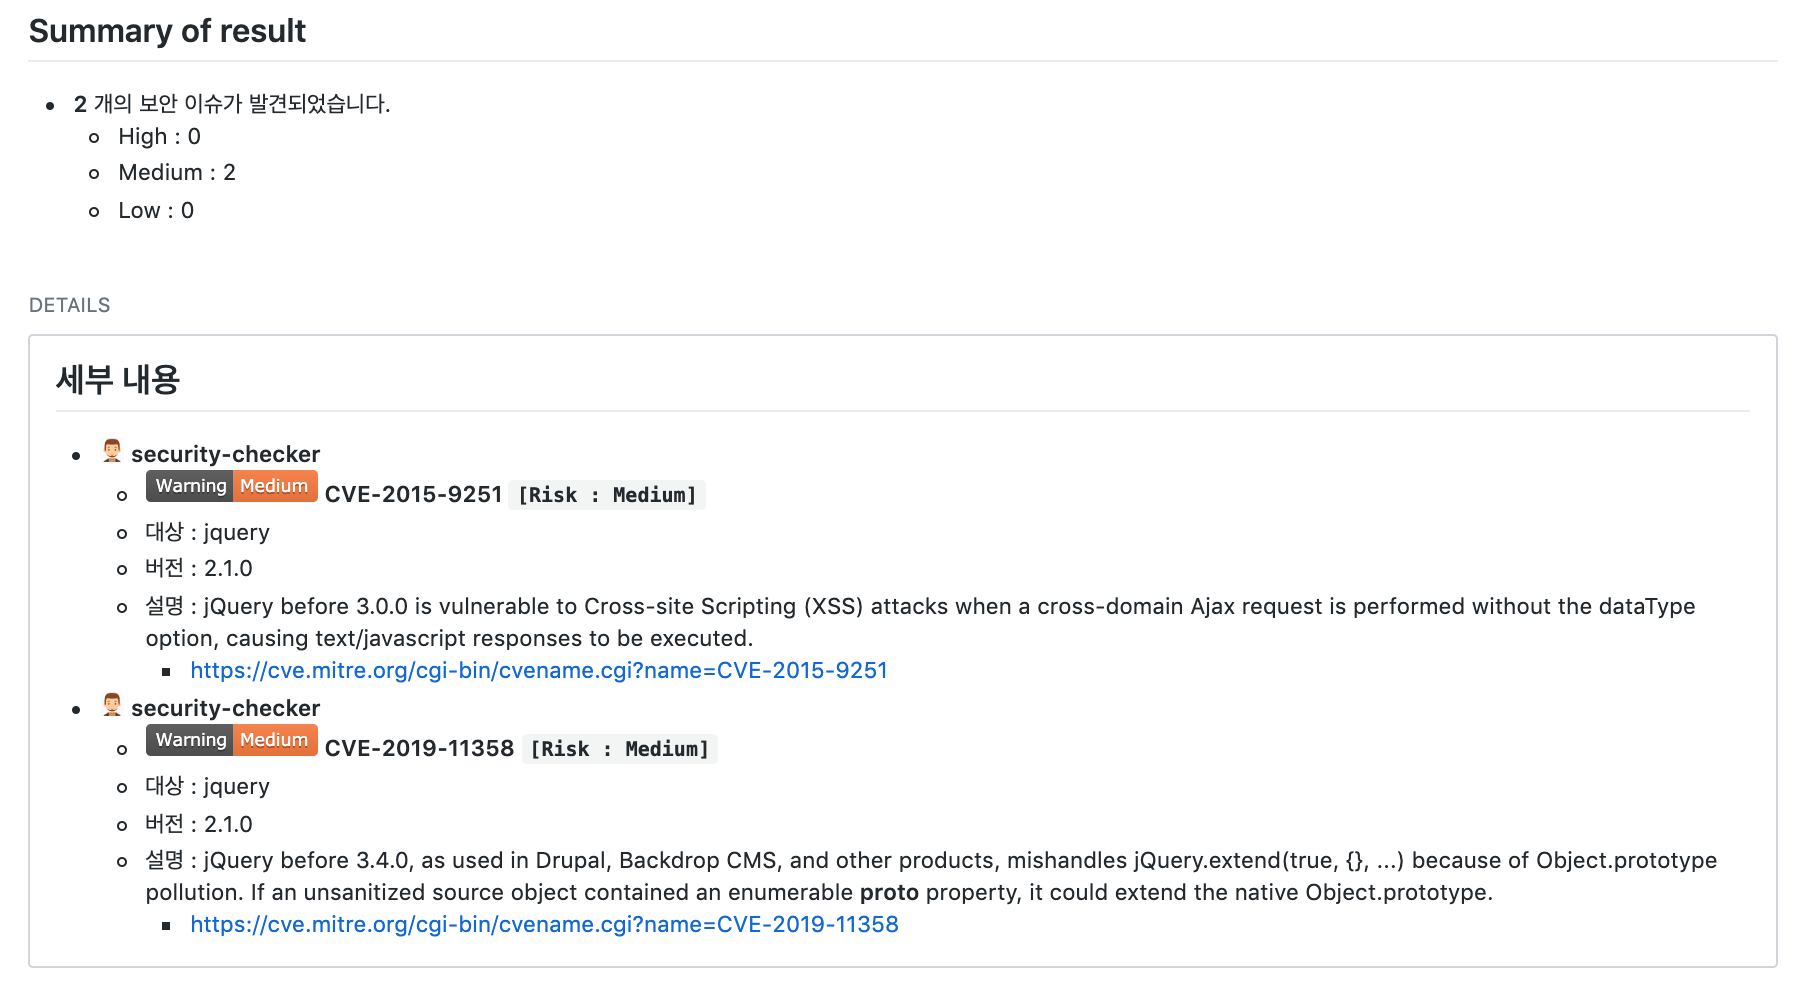 Summary of result
2 개의 보안 이슈가 발견되었습니다.
High : 0
Medium : 2
Low : 0
DETAILS
세부 내용
security-checker
Warning Medium CVE-2015-9251 [Risk : Medium]
대상 : jquery
버전 : 2.1.0
설명 : jQuery before 3.0.0 is vulnerable to Cross-site Scripting (XSS) attacks when a cross-domain Ajax request is performed without the dataType
option, causing text/javascript responses to be executed.
https://cve.mitre.org/cgi-bin/cvename.cgi?name=CVE-2015-9251
security-checker
Warning Medium CVE-2019-11358 [Risk : Medium]
대상 : jquery
버전 : 2.1.0
설명 : jQuery before 3.4.0, as used in Drupal, Backdrop CMS, and other products, mishandles jQuery.extend(true, {}, ...) because of Object.prototype
pollution. If an unsanitized source object contained an enumerable proto property, it could extend the native Object.prototype.
https://cve.mitre.org/cgi-bin/cvename.cgi?name=CVE-2019-11358